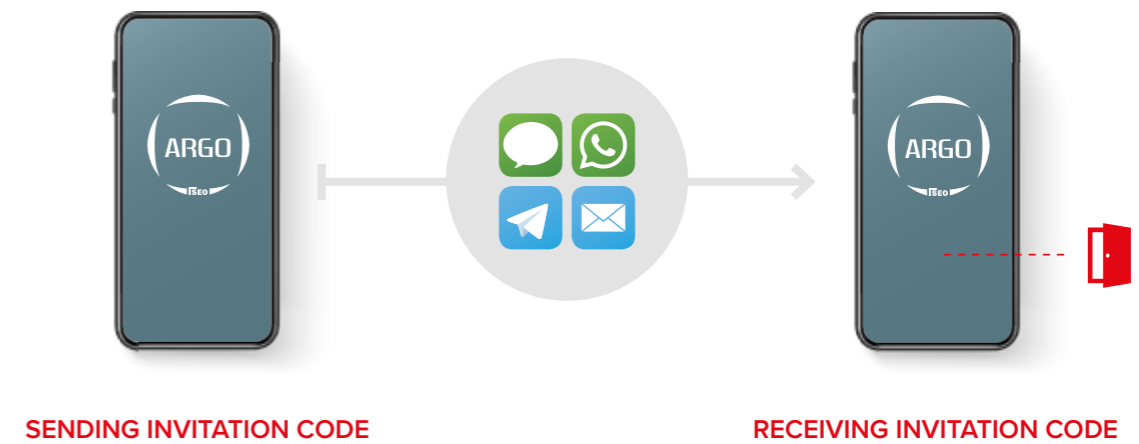 ARGO
ISEO
ARGO
ISEO
SENDING INVITATION CODE
RECEIVING INVITATION CODE